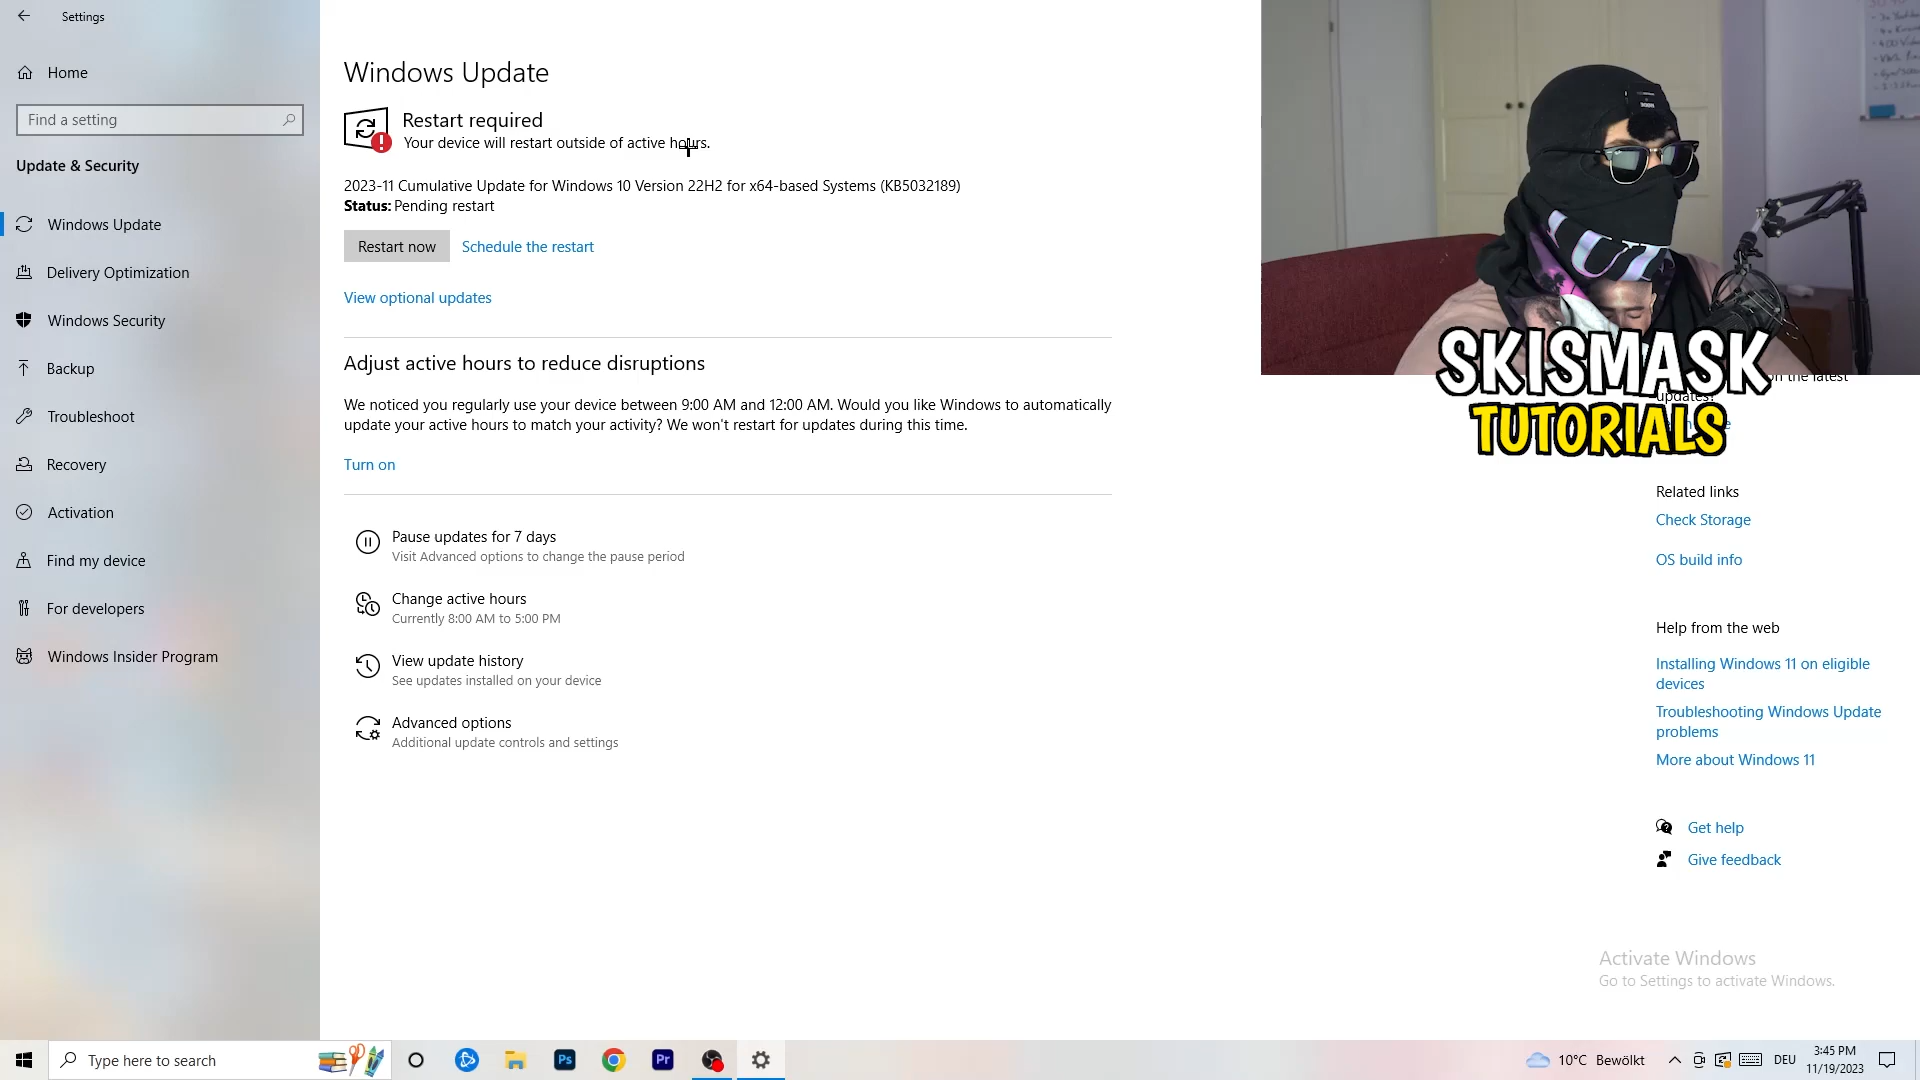 Settings
Home
Find a setting
Update & Security
Windows Update
Delivery Optimization
Windows Security
Backup
Troubleshoot
Recovery
Activation
Find my device
For developers
Windows Insider Program
Windows Update
Restart required
Your device will restart outside of active hours.
2023-11 Cumulative Update for Windows 10 Version 22H2 for x64-based Systems (KB5032189)
Status: Pending restart
Restart now Schedule the restart
View optional updates
Adjust active hours to reduce disruptions
We noticed you regularly use your device between 9:00 AM and 12:00 AM. Would you like Windows to automatically
update your active hours to match your activity? We won't restart for updates during this time.
Turn on
Pause updates for 7 days
Visit Advanced options to change the pause period
Change active hours
Currently 8:00 AM to 5:00 PM
View update history
See updates installed on your device
Advanced options
Additional update controls and settings
SKISMASK
TUTORIALS
on the latest
updates?
Related links
Check Storage
OS build info
Help from the web
Installing Windows 11 on eligible
devices
Troubleshooting Windows Update
problems
More about Windows 11
Get help
Give feedback
Activate Windows
Go to Settings to activate Windows.
Type here to search
Ps
Pr
10°C Bewölkt
DEU
3:45 PM
11/19/2023